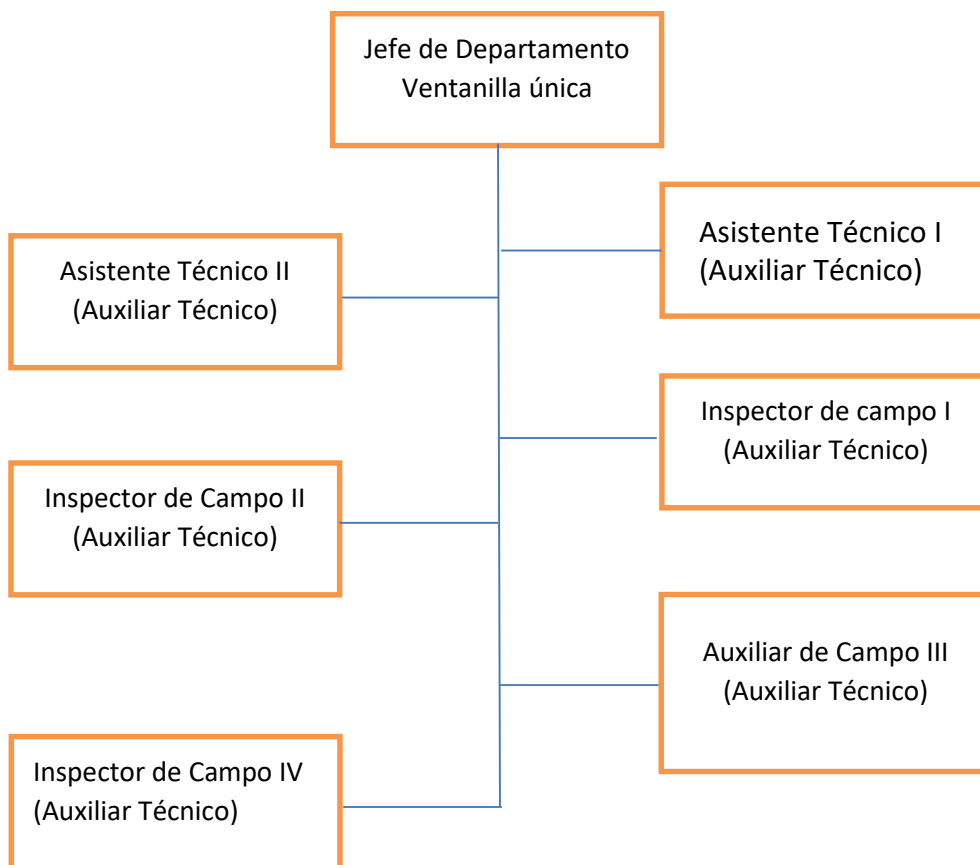 Jefe de Departamento
Ventanilla única
Asistente Técnico I
(Auxiliar Técnico)
Asistente Técnico II
(Auxiliar Técnico)
Inspector de campo I
(Auxiliar Técnico)
Inspector de Campo II
(Auxiliar Técnico)
Auxiliar de Campo III
(Auxiliar Técnico)
Inspector de Campo IV
(Auxiliar Técnico)